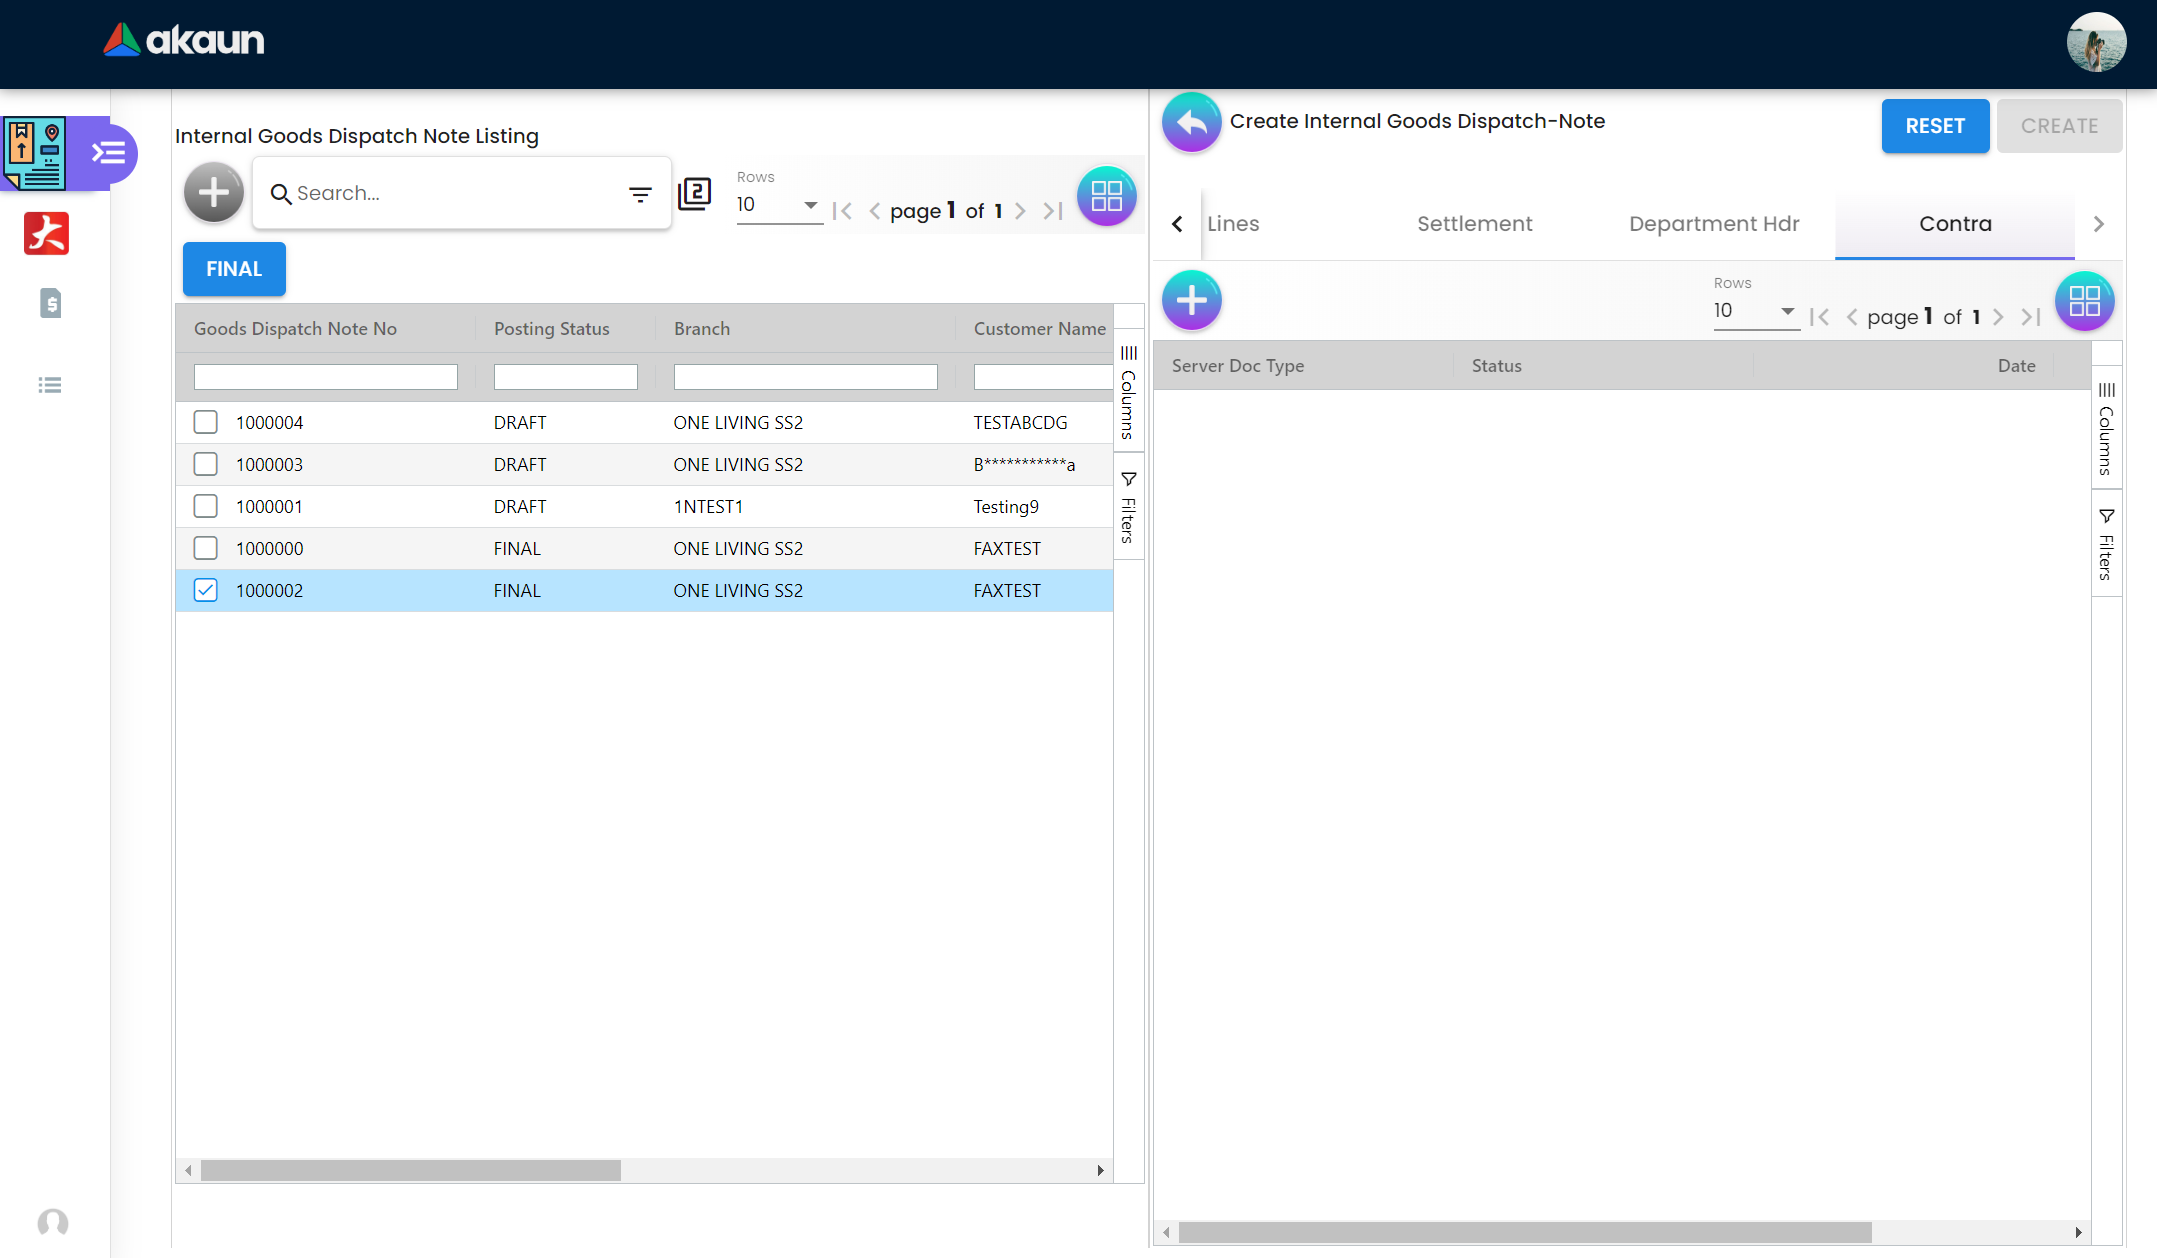 akaun
Internal Goods Dispatch Note Listing
Search...
2
Rows
10
page 1 of 1
FINAL
Goods Dispatch Note No Posting Status Branch Customer Name
1000004 DRAFT ONE LIVING SS2 TESTABCDG
1000003 DRAFT ONE LIVING SS2 B***********a
1000001 DRAFT 1NTEST1 Testing9
1000000 FINAL ONE LIVING SS2 FAXTEST
1000002 FINAL ONE LIVING SS2 FAXTEST
Columns
Filters
Create Internal Goods Dispatch-Note
RESET
CREATE
Lines Settlement Department Hdr Contra
Rows
10
page 1 of 1
Server Doc Type Status Date
Columns
Filters